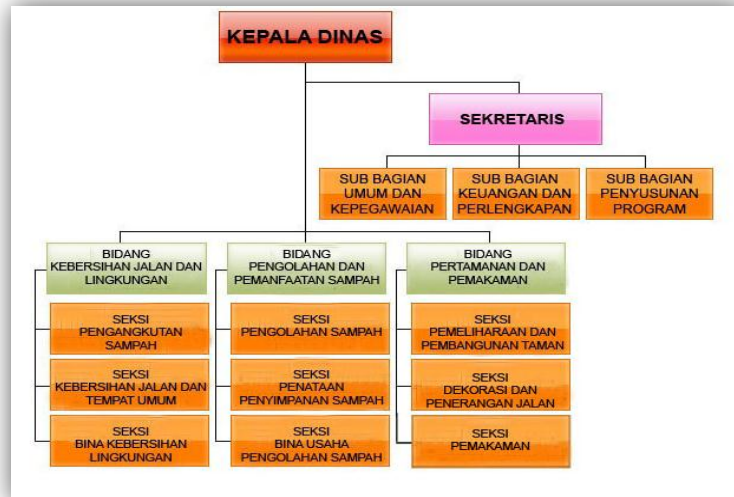 KEPALA DINAS
SEKRETARIS
SUB BAGIAN
UMUM DAN
KEPEGAWAIAN
SUB BAGIAN
KEUANGAN DAN
PERLENGKAPAN
SUB BAGIAN
PENYUSUNAN
PROGRAM
BIDANG
KEBERSIHAN JALAN DAN
LINGKUNGAN
SEKSI
PENGANGKUTAN
SAMPAH
SEKSI
KEBERSIHAN JALAN DAN
TEMPAT UMUM
SEKSI
BINA KEBERSIHAN
LINGKUNGAN
BIDANG
PENGOLAHAN DAN
PEMANFAATAN SAMPAH
SEKSI
PENGOLAHAN SAMPAH
SEKSI
PENATAAN
PENYIMPANAN SAMPAH
SEKSI
BINA USAHA
PENGOLAHAN SAMPAH
BIDANG
PERTAMANAN DAN
PEMAKAMAN
SEKSI
PEMELIHARAAN DAN
PEMBANGUNAN TAMAN
SEKSI
DEKORASI DAN
PENERANGAN JALAN
SEKSI
PEMAKAMAN